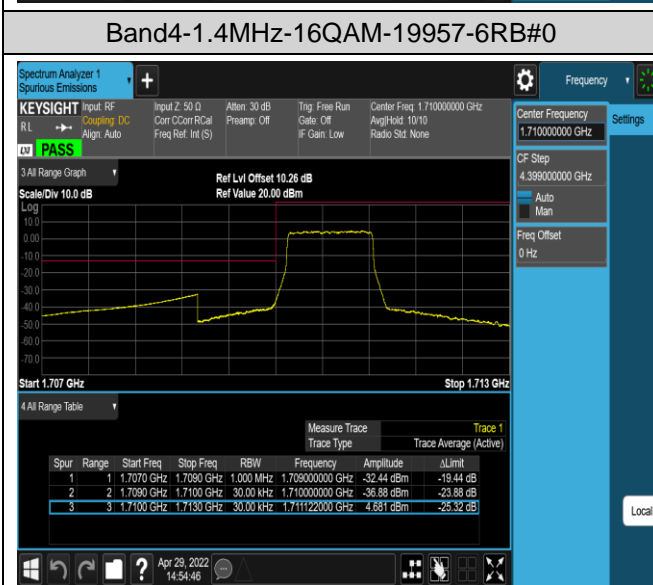 Band4-1.4MHz-16QAM-19957-6RB#0
Spectrum Analyzer 1
Spurious Emissions
+
Frequency
KEYSIGHT Input: RF Input Z: 50 Ω Atten: 30 dB Trig: Free Run Center Freq: 1.710000000 GHz
RL Coupling: DC Corr CCorr RCal Preamp: Off Gate: Off Avg|Hold: 10/10
Align: Auto Freq Ref: Int (S) IF Gain: Low Radio Std: None
LXI PASS
Center Frequency
1.710000000 GHz
Settings
CF Step
4.399000000 GHz
Auto
Man
Freq Offset
0 Hz
3 All Range Graph
Ref Lvl Offset 10.26 dB
Scale/Div 10.0 dB Ref Value 20.00 dBm
Log
10.0
0.00
-10.0
-20.0
-30.0
-40.0
-50.0
-60.0
-70.0
Start 1.707 GHz Stop 1.713 GHz
4 All Range Table
Measure Trace Trace 1
Trace Type Trace Average (Active)
Spur Range Start Freq Stop Freq RBW Frequency Amplitude ΔLimit
1 1 1.7070 GHz 1.7090 GHz 1.000 MHz 1.709000000 GHz -32.44 dBm -19.44 dB
2 2 1.7090 GHz 1.7100 GHz 30.00 kHz 1.710000000 GHz -36.88 dBm -23.88 dB
3 3 1.7100 GHz 1.7130 GHz 30.00 kHz 1.711122000 GHz 4.681 dBm -25.32 dB
Local
? Apr 29, 2022
14:54:46